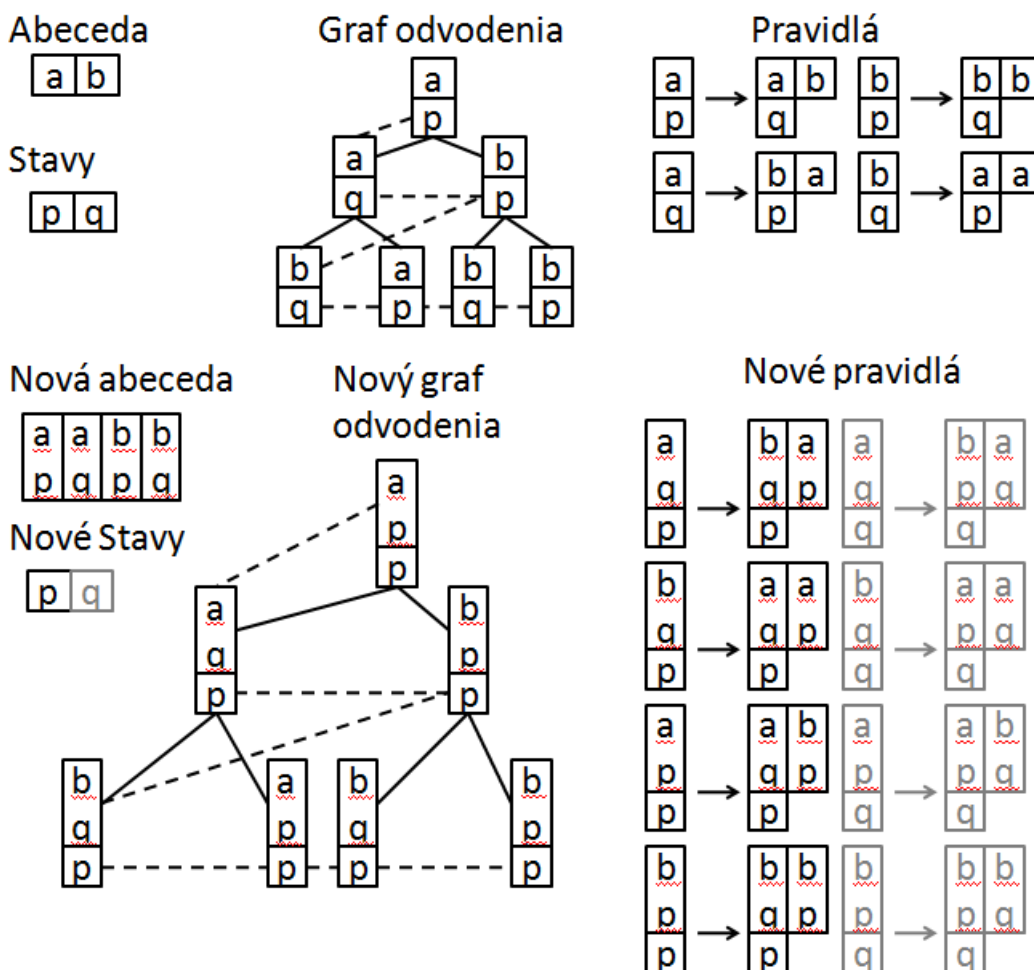 Abeceda
a b
Stavy
p q
Graf odvodenia
a
p
a b
q p
b a b b
q p q p
Pravidlá
a a b b b b
p q p q
a b a b a a
q p q p
Nová abeceda
a a b b
p q p q
Nové Stavy
p q
Nový graf
odvodenia
a
p
p
a b
q p
p p
b a b b
q p q p
p p p p
Nové pravidlá
a b a a b a
q q p q p q
p p q q
b a a b a a
q q p q p q
p p q q
a a b a a b
p q p p p q
p p q q
b b b b b b
p q p p p q
p p q q